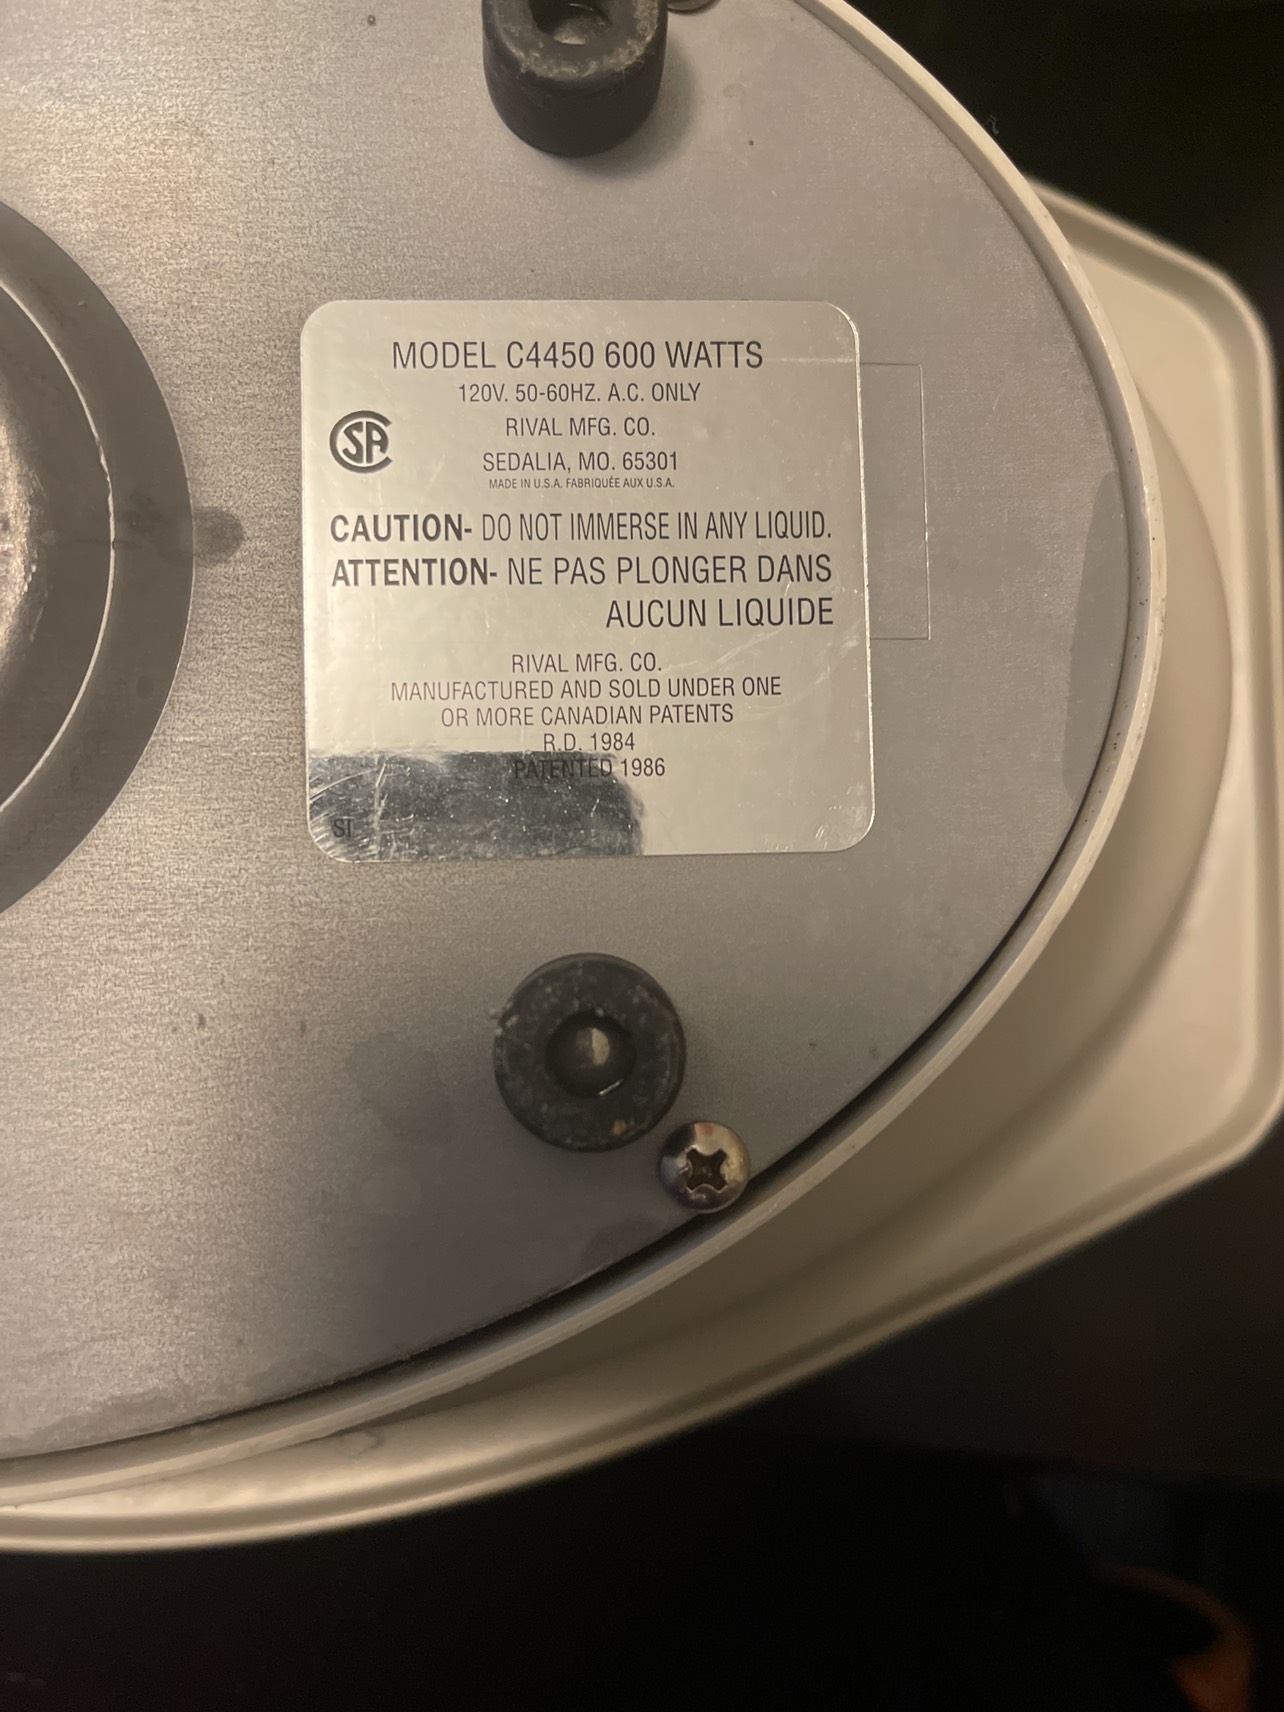 MODEL C4450 600 WATTS
120V. 50-60HZ. A.C. ONLY
RIVAL MFG. CO.
SA
SEDALIA, MO. 65301
MADE IN U.S.A. FABRIQUÉE AUX U.S.A.
CAUTION- DO NOT IMMERSE IN ANY LIQUID.
ATTENTION- NE PAS PLONGER DANS
AUCUN LIQUIDE
RIVAL MFG. CO.
MANUFACTURED AND SOLD UNDER ONE
OR MORE CANADIAN PATENTS
R.D. 1984
PATENTED 1986